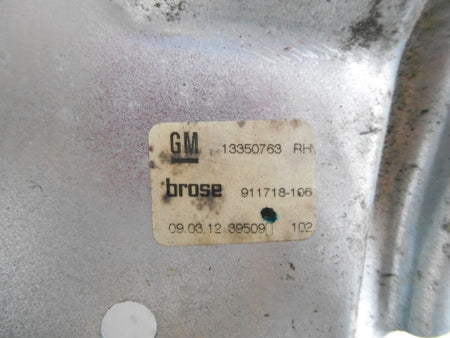 GM 13350763 RH
brose 911718-106
09.03.12 39509 102